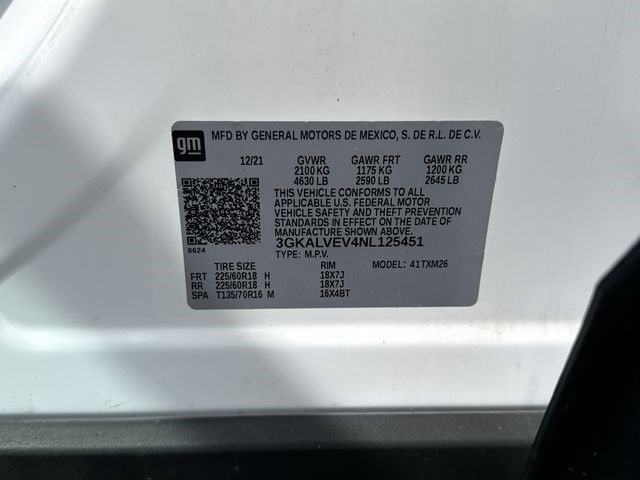 gm
MFD BY GENERAL MOTORS DE MEXICO, S. DE R.L. DE C.V.
12/21 GVWR GAWR FRT GAWR RR
2100 KG 1175 KG 1200 KG
4630 LB 2590 LB 2645 LB
THIS VEHICLE CONFORMS TO ALL
APPLICABLE U.S. FEDERAL MOTOR
VEHICLE SAFETY AND THEFT PREVENTION
STANDARDS IN EFFECT ON THE DATE OF
MANUFACTURE SHOWN ABOVE.
3GKALVEV4NL125451
8624
TYPE: M.P.V.
TIRE SIZE RIM MODEL: 41TXM26
FRT 225/60R18 H 18X7J
RR 225/60R18 H 18X7J
SPA T135/70R16 M 16X4BT